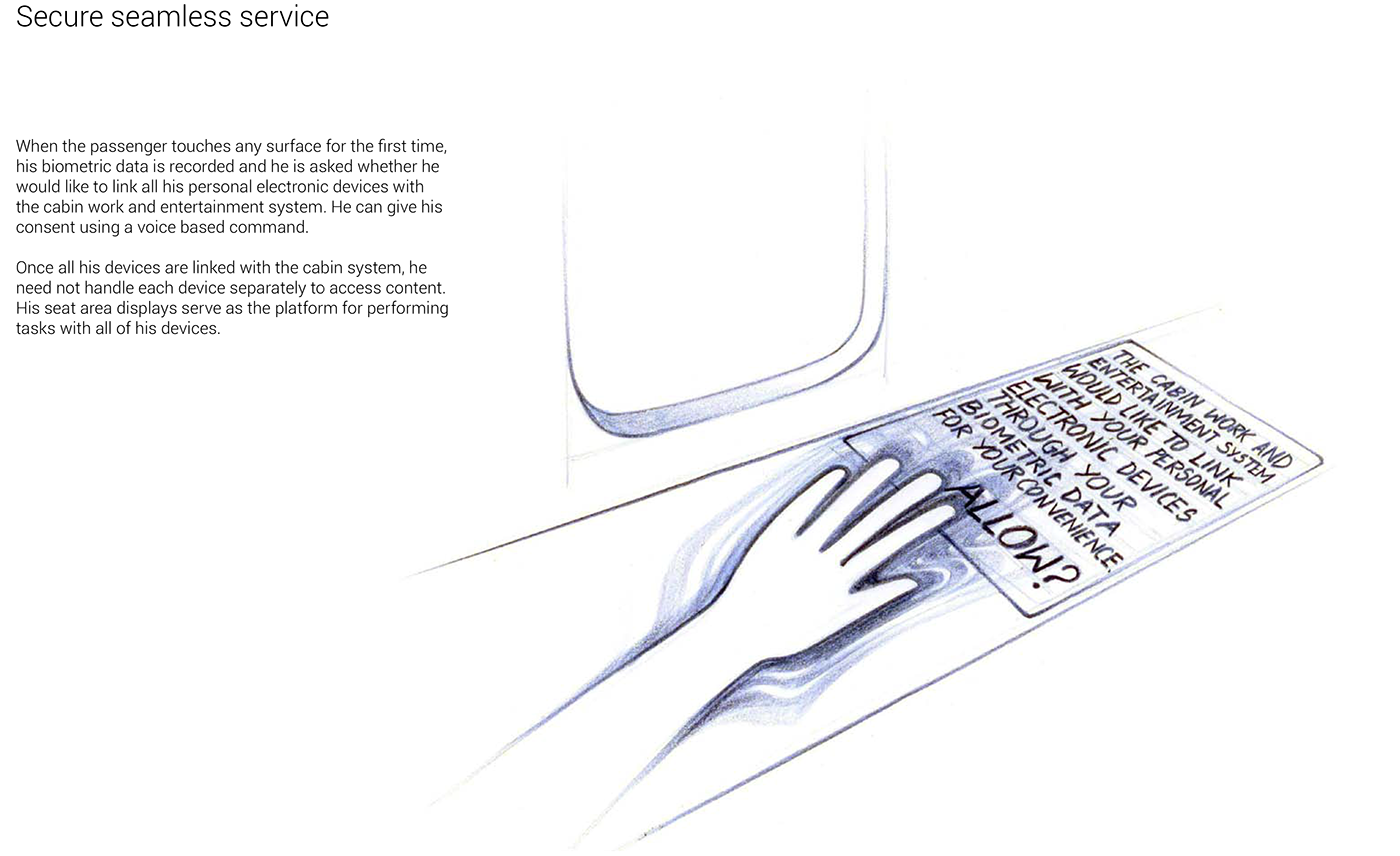 Secure seamless service
When the passenger touches any surface for the first time,
his biometric data is recorded and he is asked whether he
would like to link all his personal electronic devices with
the cabin work and entertainment system. He can give his
consent using a voice based command.
Once all his devices are linked with the cabin system, he
need not handle each device separately to access content.
His seat area displays serve as the platform for performing
tasks with all of his devices.
THE CABIN WORK AND
ENTERTAINMENT SYSTEM
WOULD LIKE TO LINK
WITH YOUR PERSONAL
ELECTRONIC DEVICES
THROUGH YOUR
BIOMETRIC DATA
FOR YOUR CONVENIENCE.
ALLOW?